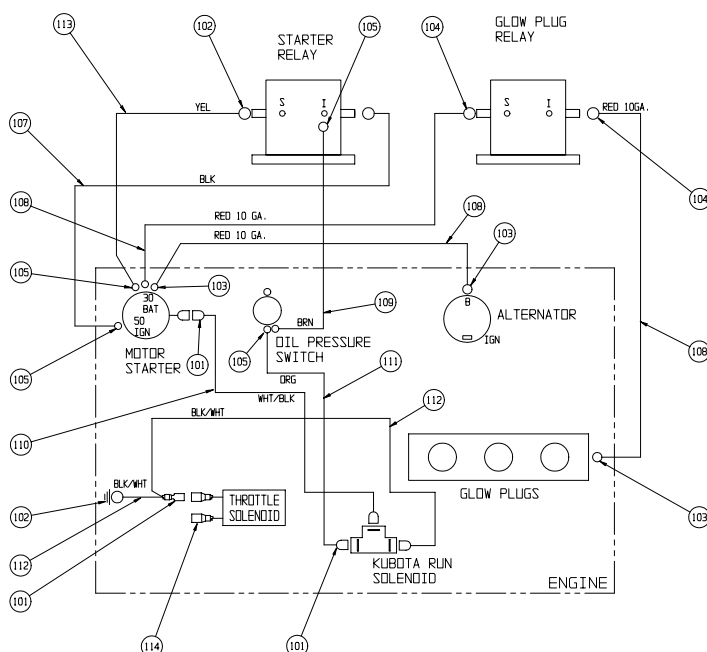 113
102
STARTER
RELAY
105
104
GLOW PLUG
RELAY
YEL
S
I
S
I
RED 10GA.
107
BLK
104
108
RED 10 GA.
108
RED 10 GA.
103
105
103
30
BAT
50
IGN
109
B
ALTERNATOR
IGN
BRN
OIL PRESSURE
SWITCH
MOTOR
STARTER
101
105
108
105
ORG
111
WHT/BLK
112
110
BLK/WHT
BLK/WHT
GLOW PLUGS
102
THROTTLE
SOLENOID
103
112
KUBOTA RUN
SOLENOID
101
ENGINE
114
101